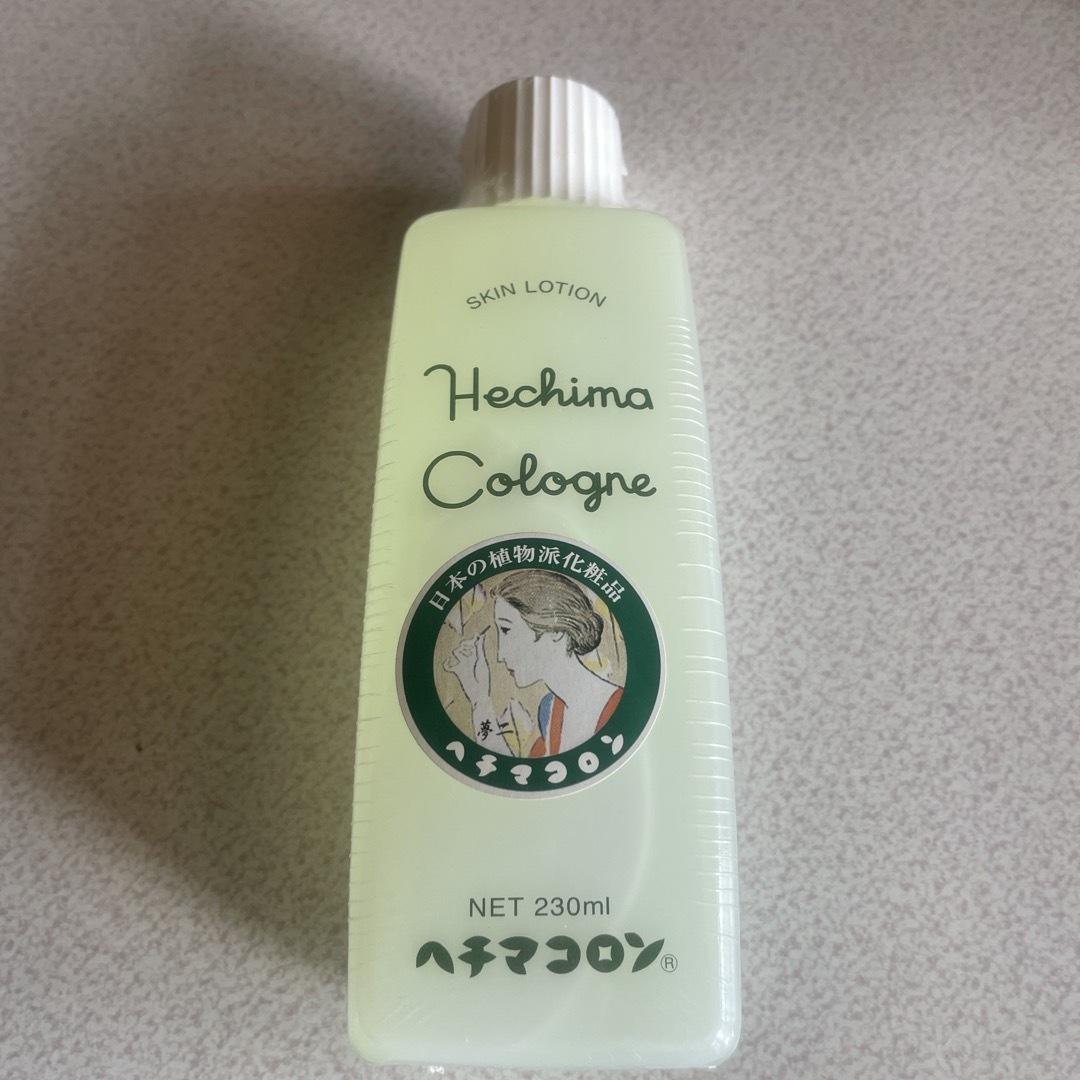 SKIN LOTION
Hechima
Cologne
日本の植物派化粧品
夢二
ヘチマコロン
NET 230ml
ヘチマコロン®